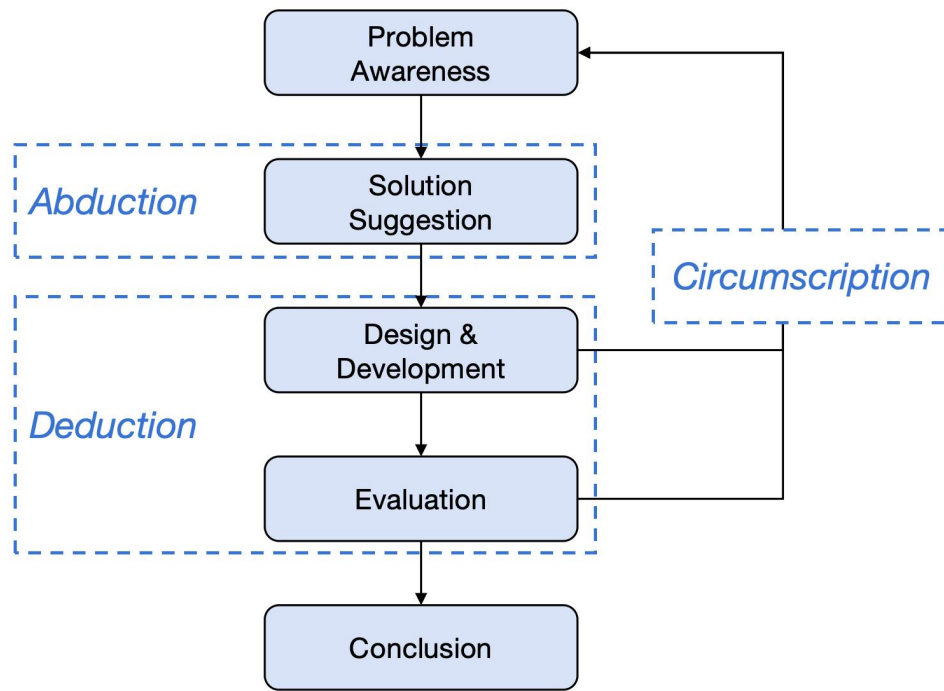 Problem
Awareness
Abduction
Solution
Suggestion
Circumscription
Design &
Development
Deduction
Evaluation
Conclusion